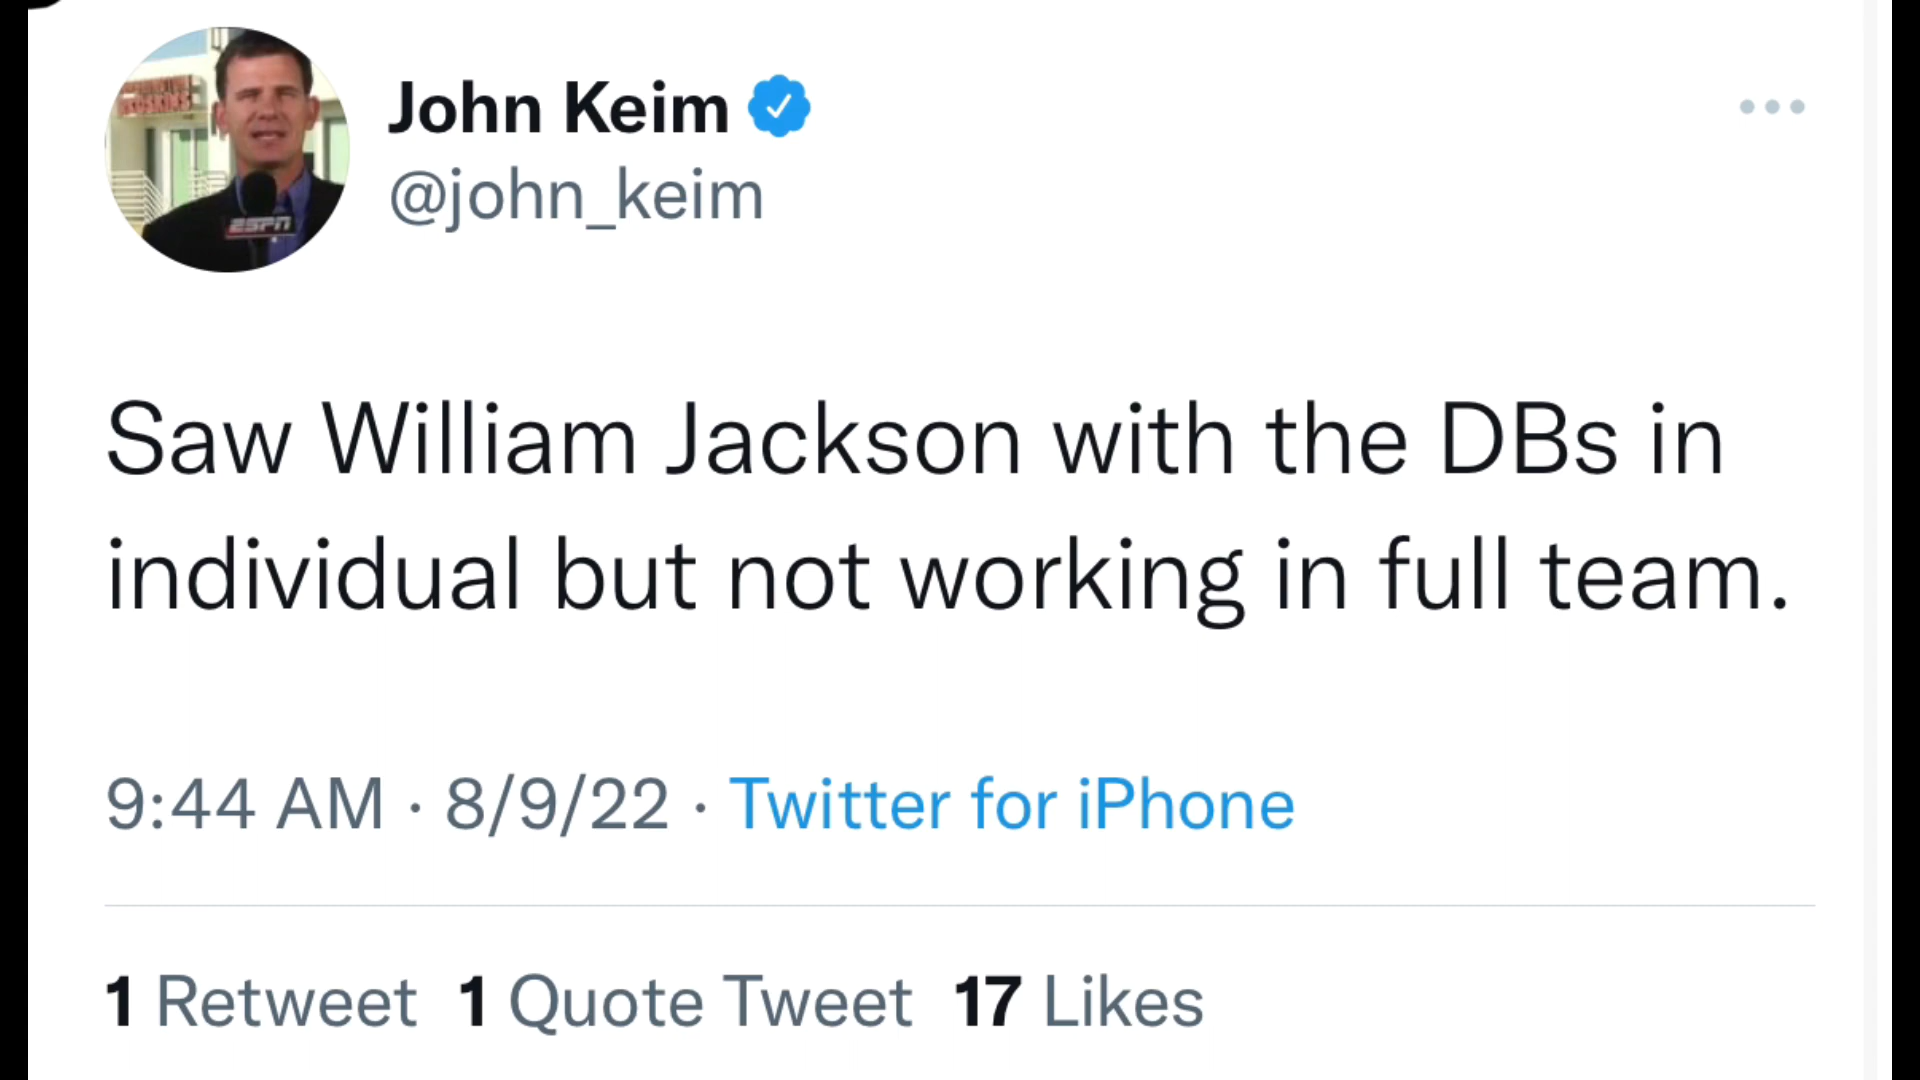 John Keim
@john_keim
ESPN
Saw William Jackson with the DBs in
individual but not working in full team.
9:44 AM · 8/9/22 · Twitter for iPhone
1 Retweet 1 Quote Tweet 17 Likes